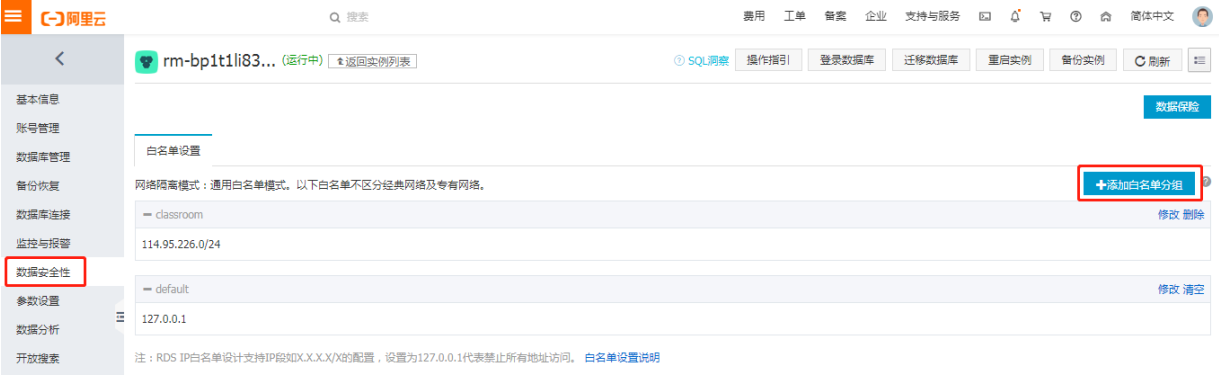 阿里云 搜索 费用 工单 备案 企业 支持与服务 简体中文
rm-bp1t1li83... (运行中) 返回实例列表 SQL洞察 操作指引 登录数据库 迁移数据库 重启实例 备份实例 刷新
基本信息
数据保险
账号管理
数据库管理
白名单设置
备份恢复
网络隔离模式：通用白名单模式。以下白名单不区分经典网络及专有网络。
添加白名单分组
数据库连接
classroom 修改 删除
监控与报警
114.95.226.0/24
数据安全性
default 修改 清空
参数设置
127.0.0.1
数据分析
开放搜索
注：RDS IP白名单设计支持IP段如X.X.X.X/X的配置，设置为127.0.0.1代表禁止所有地址访问。 白名单设置说明